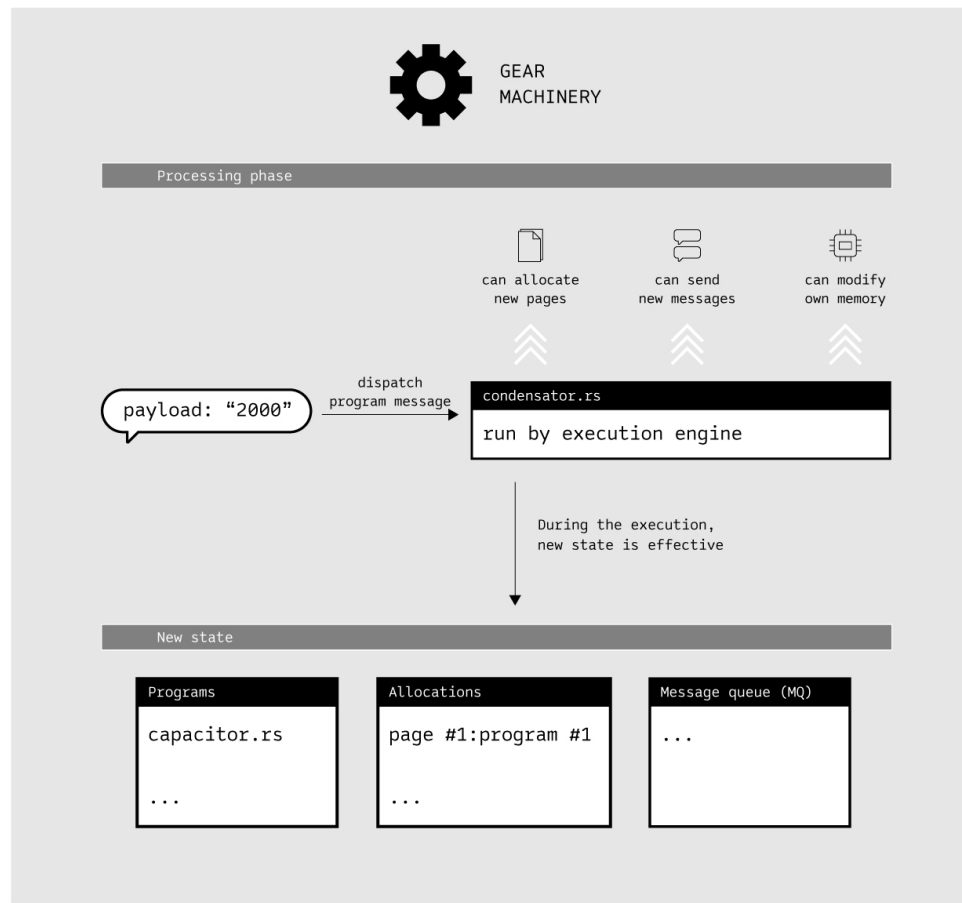 GEAR
MACHINERY
Processing phase
can allocate
new pages
can send
new messages
can modify
own memory
payload: “2000”
dispatch
program message
condensator.rs
run by execution engine
During the execution,
new state is effective
New state
Programs
capacitor.rs
...
Allocations
page #1:program #1
...
Message queue (MQ)
...